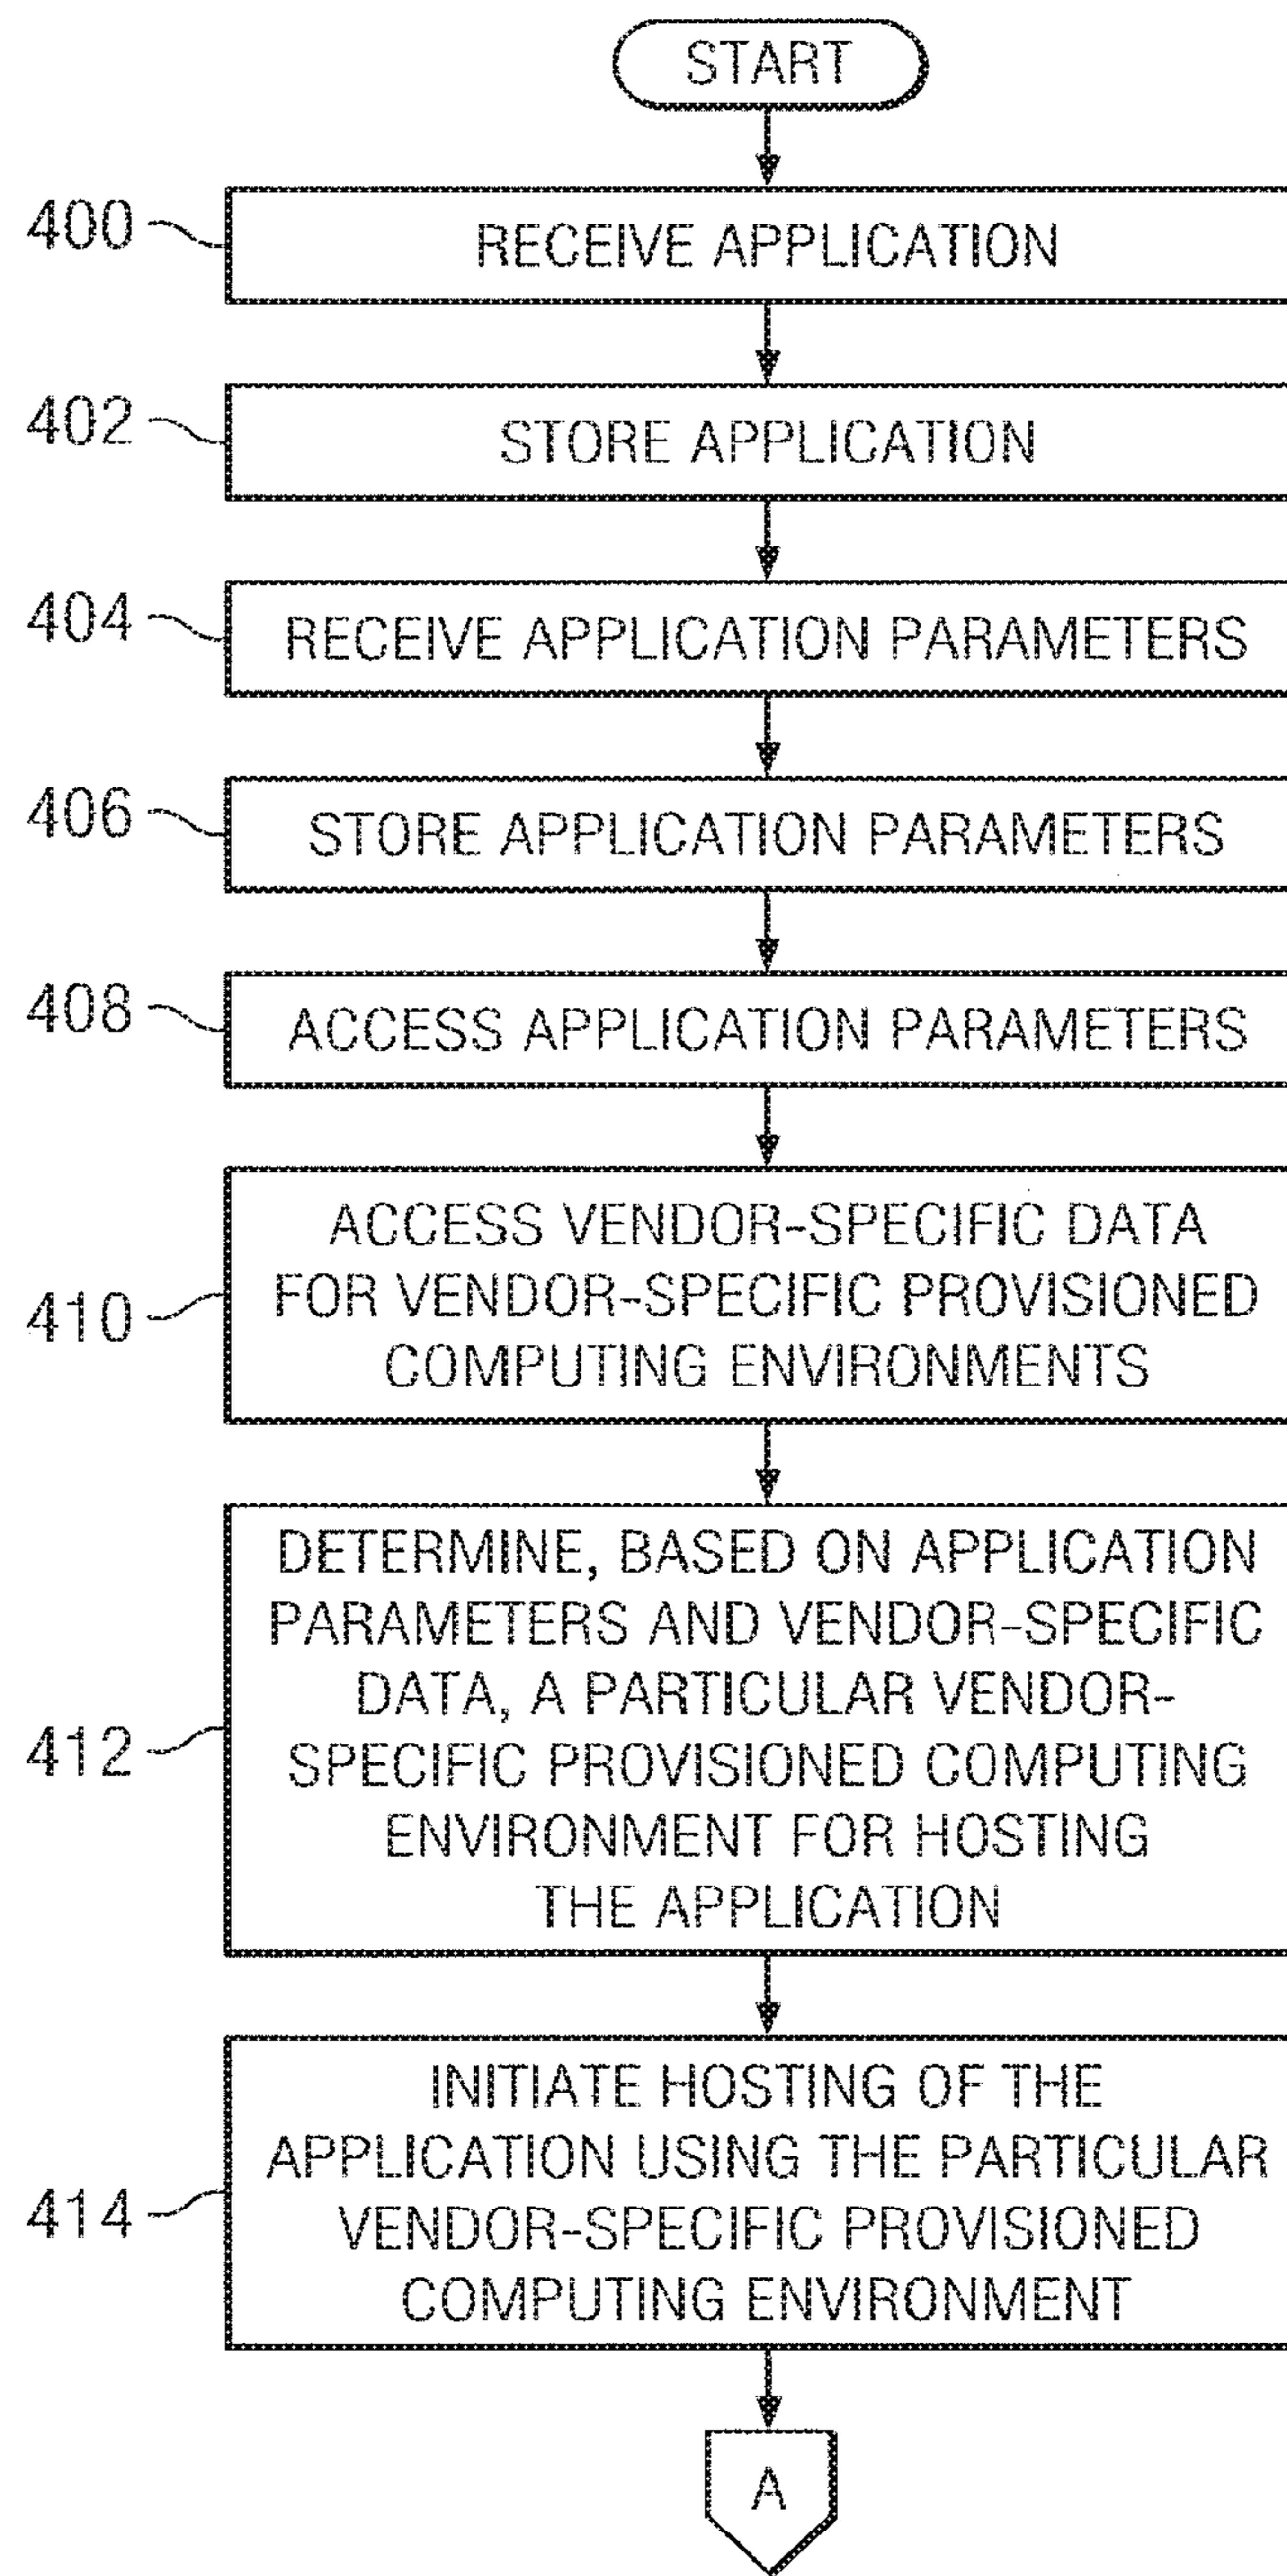 START
400
RECEIVE APPLICATION
402
STORE APPLICATION
404
RECEIVE APPLICATION PARAMETERS
406
STORE APPLICATION PARAMETERS
408
ACCESS APPLICATION PARAMETERS
410
ACCESS VENDOR-SPECIFIC DATA
FOR VENDOR-SPECIFIC PROVISIONED
COMPUTING ENVIRONMENTS
412
DETERMINE, BASED ON APPLICATION
PARAMETERS AND VENDOR-SPECIFIC
DATA, A PARTICULAR VENDOR-
SPECIFIC PROVISIONED COMPUTING
ENVIRONMENT FOR HOSTING
THE APPLICATION
414
INITIATE HOSTING OF THE
APPLICATION USING THE PARTICULAR
VENDOR-SPECIFIC PROVISIONED
COMPUTING ENVIRONMENT
A